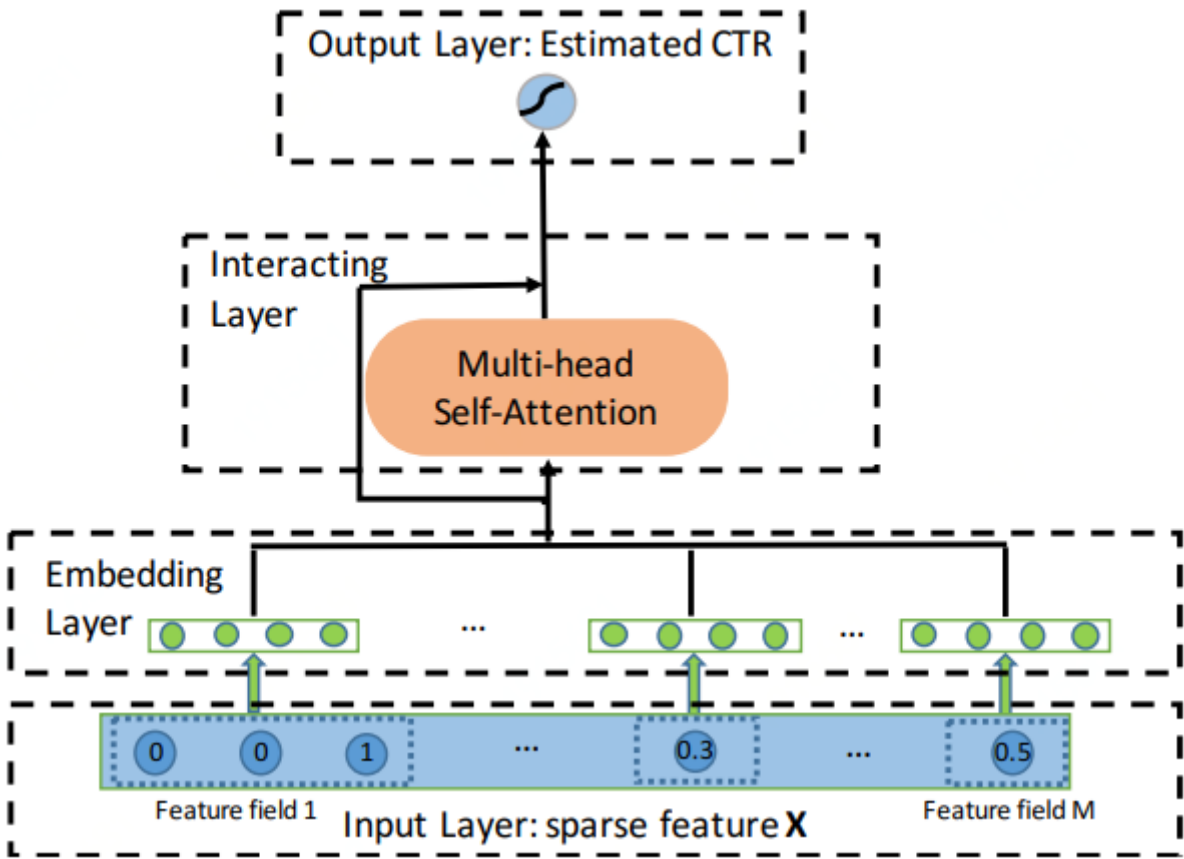 Output Layer: Estimated CTR
Interacting
Layer
Multi-head
Self-Attention
Embedding
Layer
... ...
0 0 1 ... 0.3 ... 0.5
Feature field 1 Feature field M
Input Layer: sparse feature X